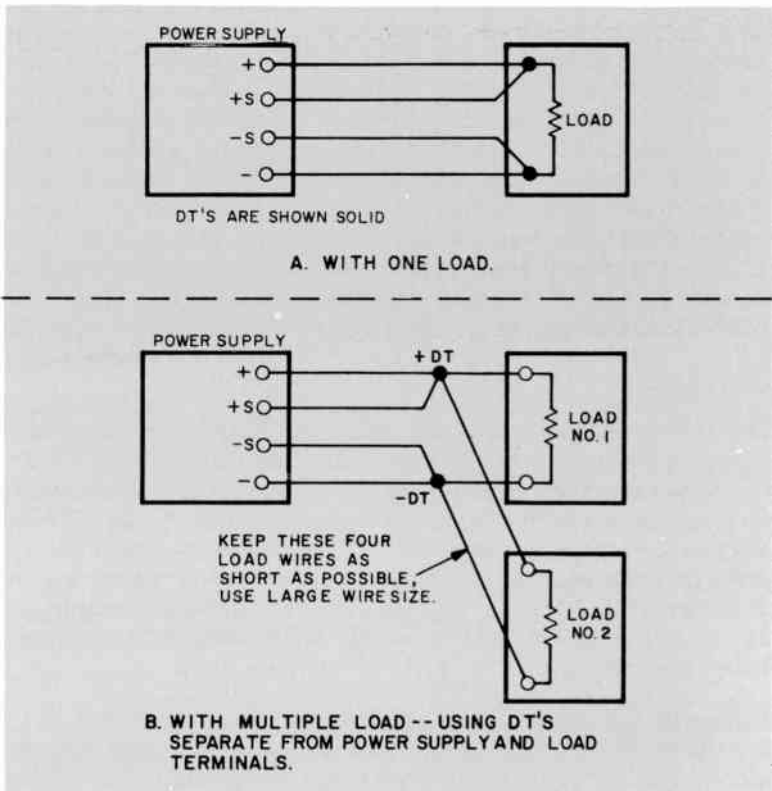 POWER SUPPLY
+
+S
-S
-
LOAD
DT'S ARE SHOWN SOLID
A. WITH ONE LOAD.
POWER SUPPLY
+
+S
-S
-
+ DT
-DT
LOAD
NO. 1
KEEP THESE FOUR
LOAD WIRES AS
SHORT AS POSSIBLE,
USE LARGE WIRE SIZE.
LOAD
NO. 2
B. WITH MULTIPLE LOAD -- USING DT'S
SEPARATE FROM POWER SUPPLY AND LOAD
TERMINALS.